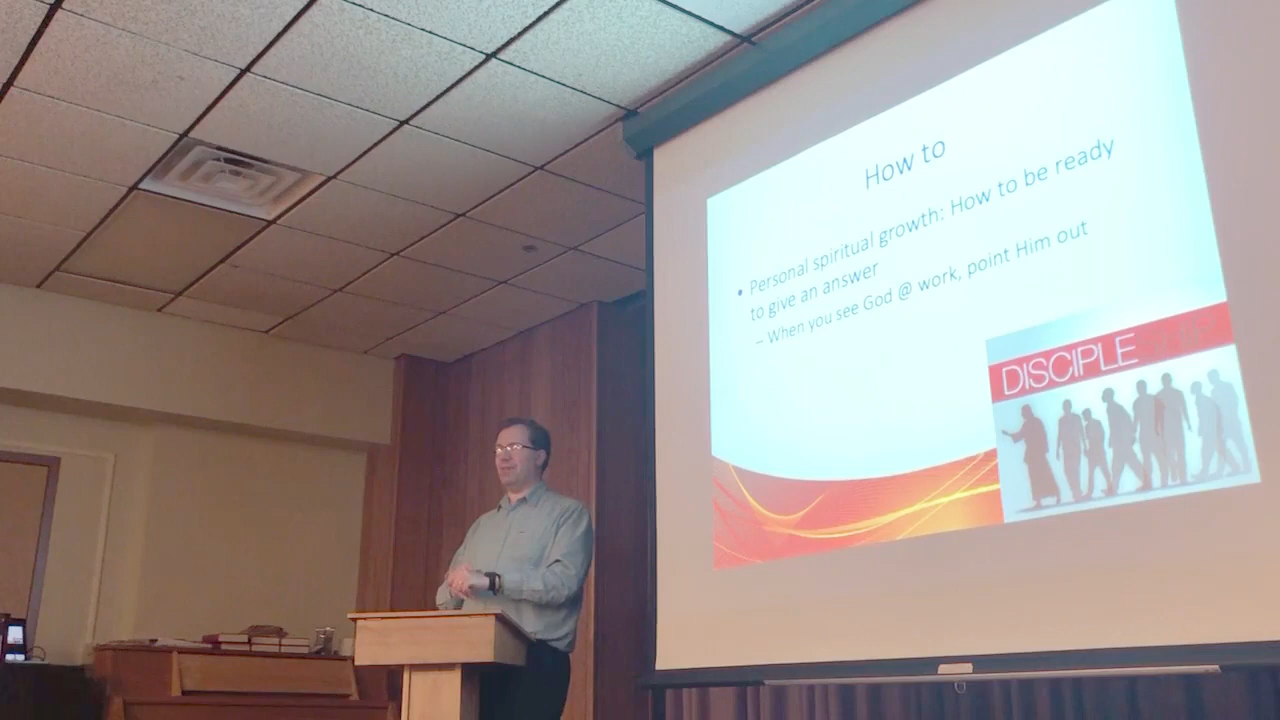 How to
• Personal spiritual growth: How to be ready
to give an answer
– When you see God @ work, point Him out
DISCIPLE